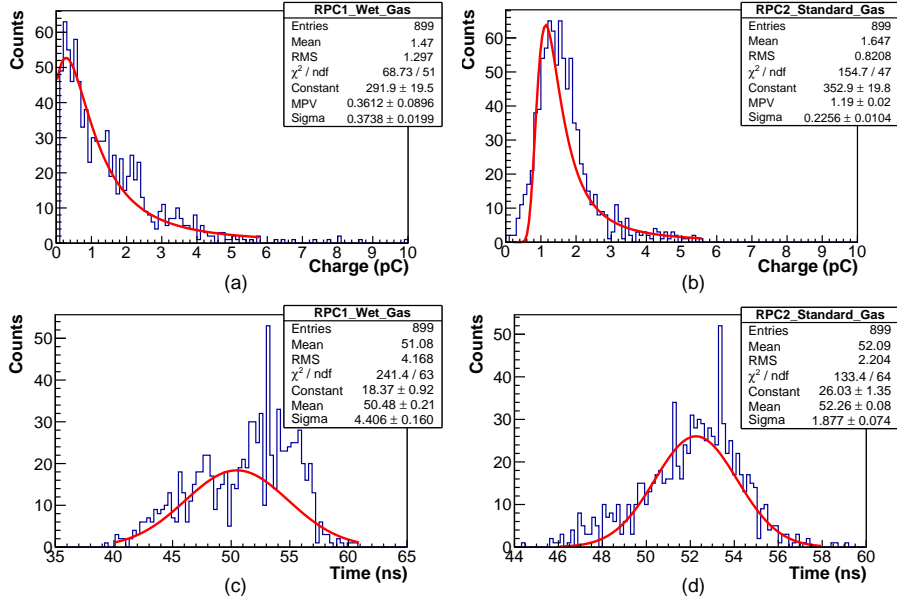 RPC1_Wet_Gas
Entries 899
Mean 1.47
RMS 1.297
χ² / ndf 68.73 / 51
Constant 291.9 ± 19.5
MPV 0.3612 ± 0.0896
Sigma 0.3738 ± 0.0199
Counts
60
50
40
30
20
10
0
0 1 2 3 4 5 6 7 8 9 10
Charge (pC)
(a)
RPC2_Standard_Gas
Entries 899
Mean 1.647
RMS 0.8208
χ² / ndf 154.7 / 47
Constant 352.9 ± 19.8
MPV 1.19 ± 0.02
Sigma 0.2256 ± 0.0104
Counts
70
60
50
40
30
20
10
0
0 1 2 3 4 5 6 7 8 9 10
Charge (pC)
(b)
RPC1_Wet_Gas
Entries 899
Mean 51.08
RMS 4.168
χ² / ndf 241.4 / 63
Constant 18.37 ± 0.92
Mean 50.48 ± 0.21
Sigma 4.406 ± 0.160
Counts
50
40
30
20
10
0
35 40 45 50 55 60 65
Time (ns)
(c)
RPC2_Standard_Gas
Entries 899
Mean 52.09
RMS 2.204
χ² / ndf 133.4 / 64
Constant 26.03 ± 1.35
Mean 52.26 ± 0.08
Sigma 1.877 ± 0.074
Counts
50
40
30
20
10
0
44 46 48 50 52 54 56 58 60
Time (ns)
(d)